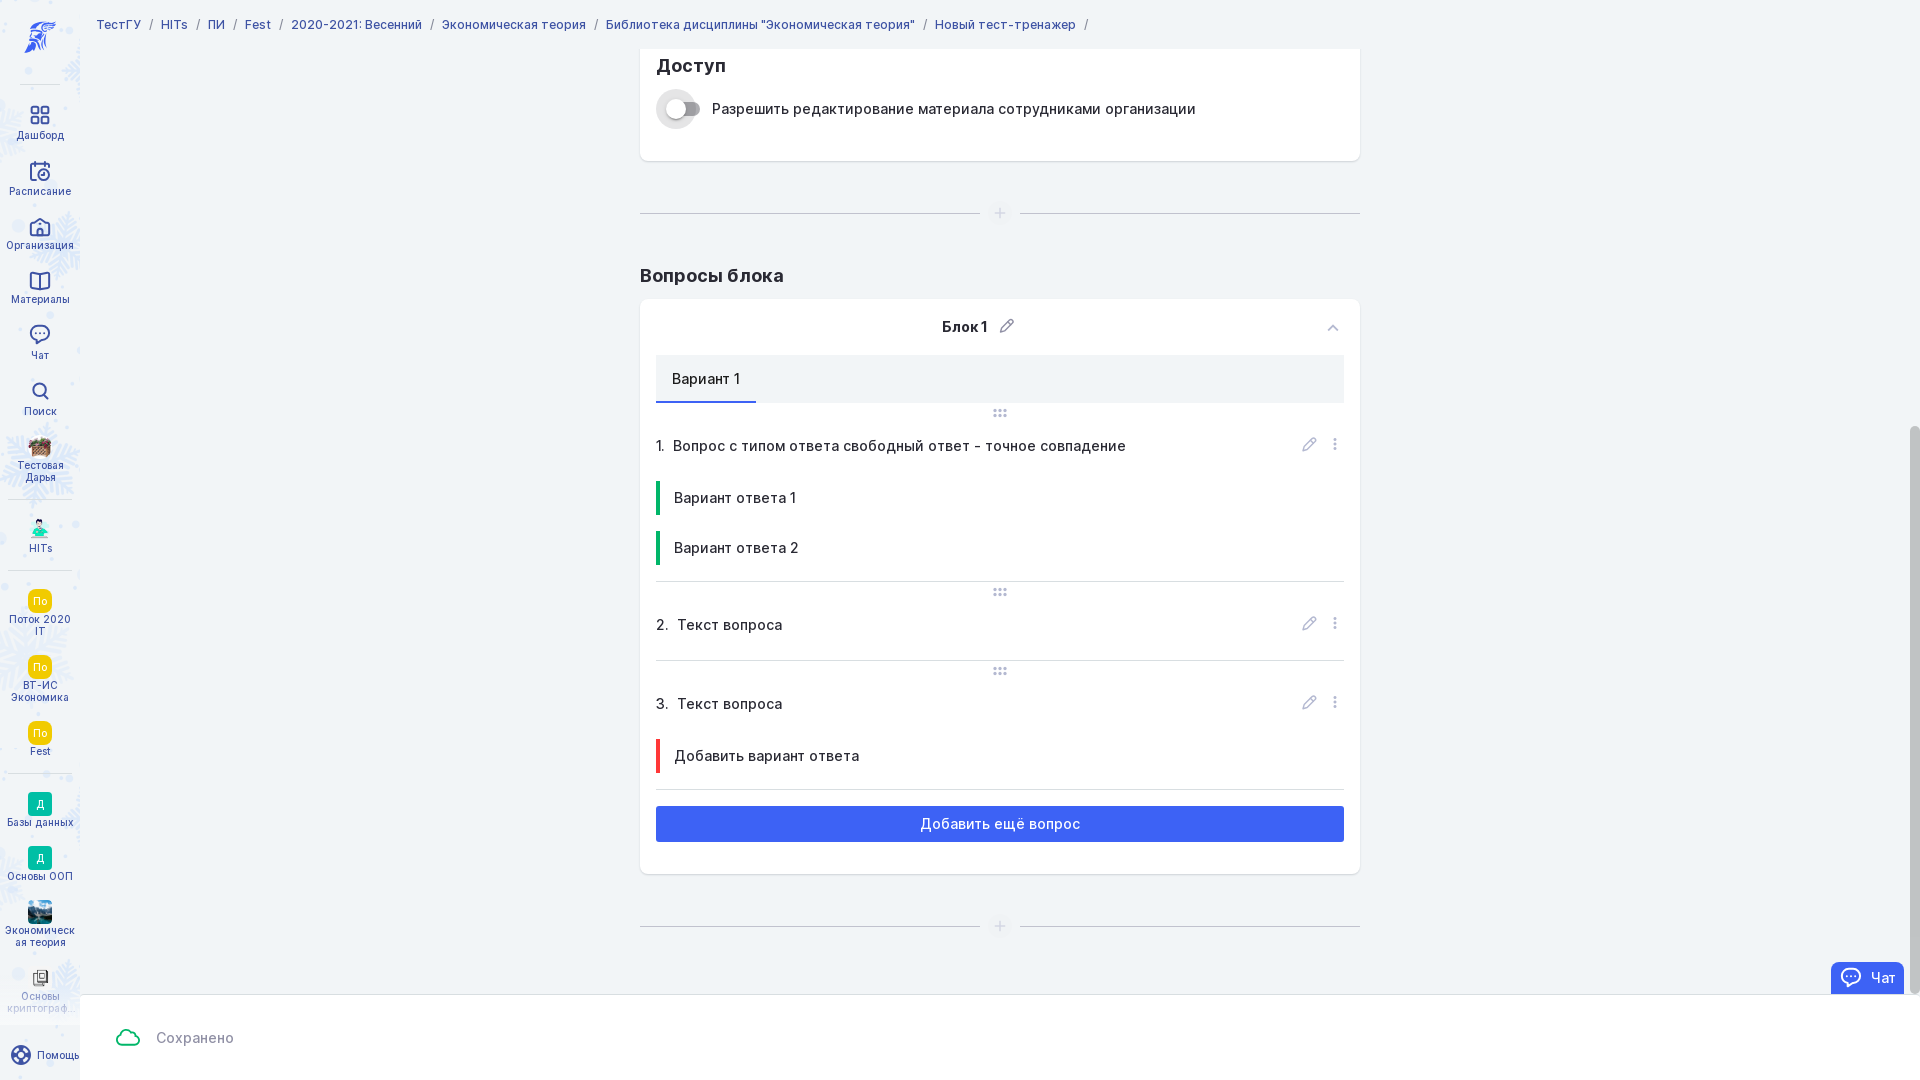 ТестГУ / HITs / ПИ / Fest / 2020-2021: Весенний / Экономическая теория / Библиотека дисциплины "Экономическая теория" / Новый тест-тренажер /
Дашборд
Расписание
Организация
Материалы
Чат
Поиск
Тестовая
Дарья
HITs
По
Поток 2020
IT
По
ВТ-ИС
Экономика
По
Fest
Д
Базы данных
Д
Основы ООП
Экономическ
ая теория
Основы
криптограф...
Помощь
Доступ
Разрешить редактирование материала сотрудниками организации
Вопросы блока
Блок 1
Вариант 1
1. Вопрос с типом ответа свободный ответ - точное совпадение
Вариант ответа 1
Вариант ответа 2
2. Текст вопроса
3. Текст вопроса
Добавить вариант ответа
Добавить ещё вопрос
Чат
Сохранено